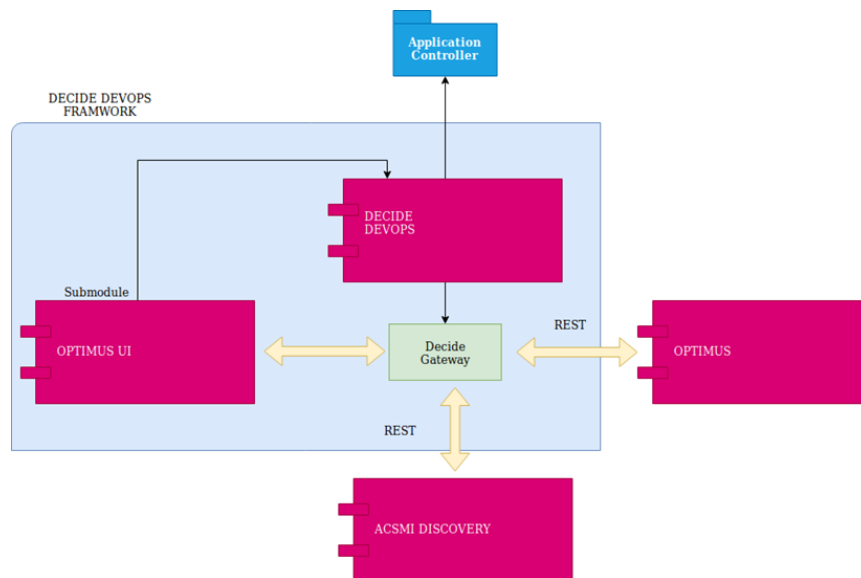 Application
Controller
DECIDE DEVOPS
FRAMWORK
DECIDE
DEVOPS
Submodule
OPTIMUS UI
Decide
Gateway
REST
OPTIMUS
REST
ACSMI DISCOVERY